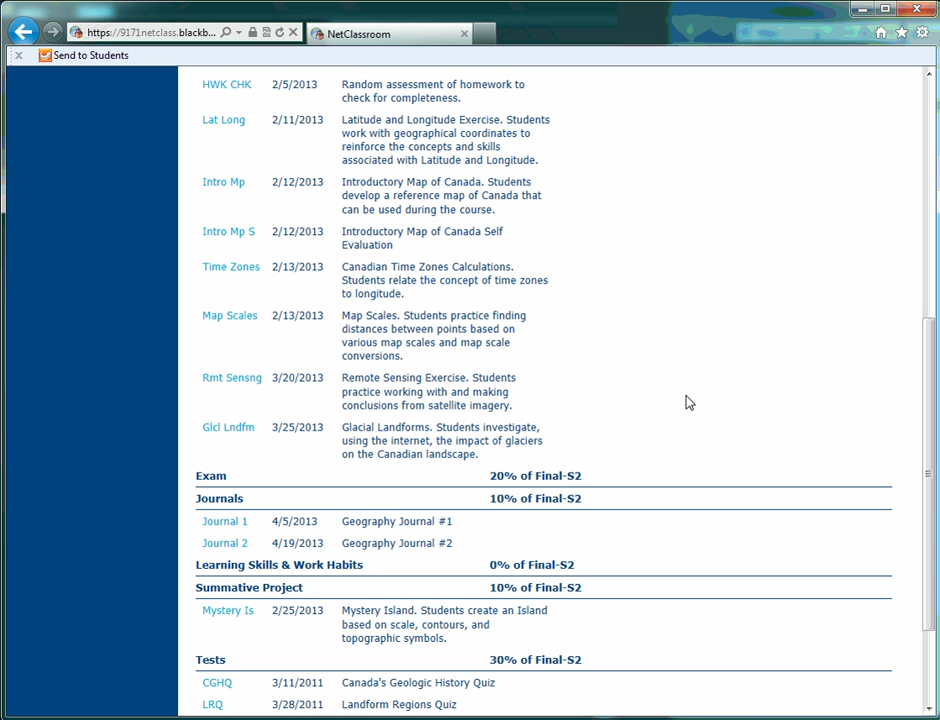 https://9171netclass.blackb...
NetClassroom
Send to Students
HWK CHK 2/5/2013 Random assessment of homework to
check for completeness.
Lat Long 2/11/2013 Latitude and Longitude Exercise. Students
work with geographical coordinates to
reinforce the concepts and skills
associated with Latitude and Longitude.
Intro Mp 2/12/2013 Introductory Map of Canada. Students
develop a reference map of Canada that
can be used during the course.
Intro Mp S 2/12/2013 Introductory Map of Canada Self
Evaluation
Time Zones 2/13/2013 Canadian Time Zones Calculations.
Students relate the concept of time zones
to longitude.
Map Scales 2/13/2013 Map Scales. Students practice finding
distances between points based on
various map scales and map scale
conversions.
Rmt Sensng 3/20/2013 Remote Sensing Exercise. Students
practice working with and making
conclusions from satellite imagery.
Glcl Lndfm 3/25/2013 Glacial Landforms. Students investigate,
using the internet, the impact of glaciers
on the Canadian landscape.
Exam 20% of Final-S2
Journals 10% of Final-S2
Journal 1 4/5/2013 Geography Journal #1
Journal 2 4/19/2013 Geography Journal #2
Learning Skills & Work Habits 0% of Final-S2
Summative Project 10% of Final-S2
Mystery Is 2/25/2013 Mystery Island. Students create an Island
based on scale, contours, and
topographic symbols.
Tests 30% of Final-S2
CGHQ 3/11/2011 Canada's Geologic History Quiz
LRQ 3/28/2011 Landform Regions Quiz